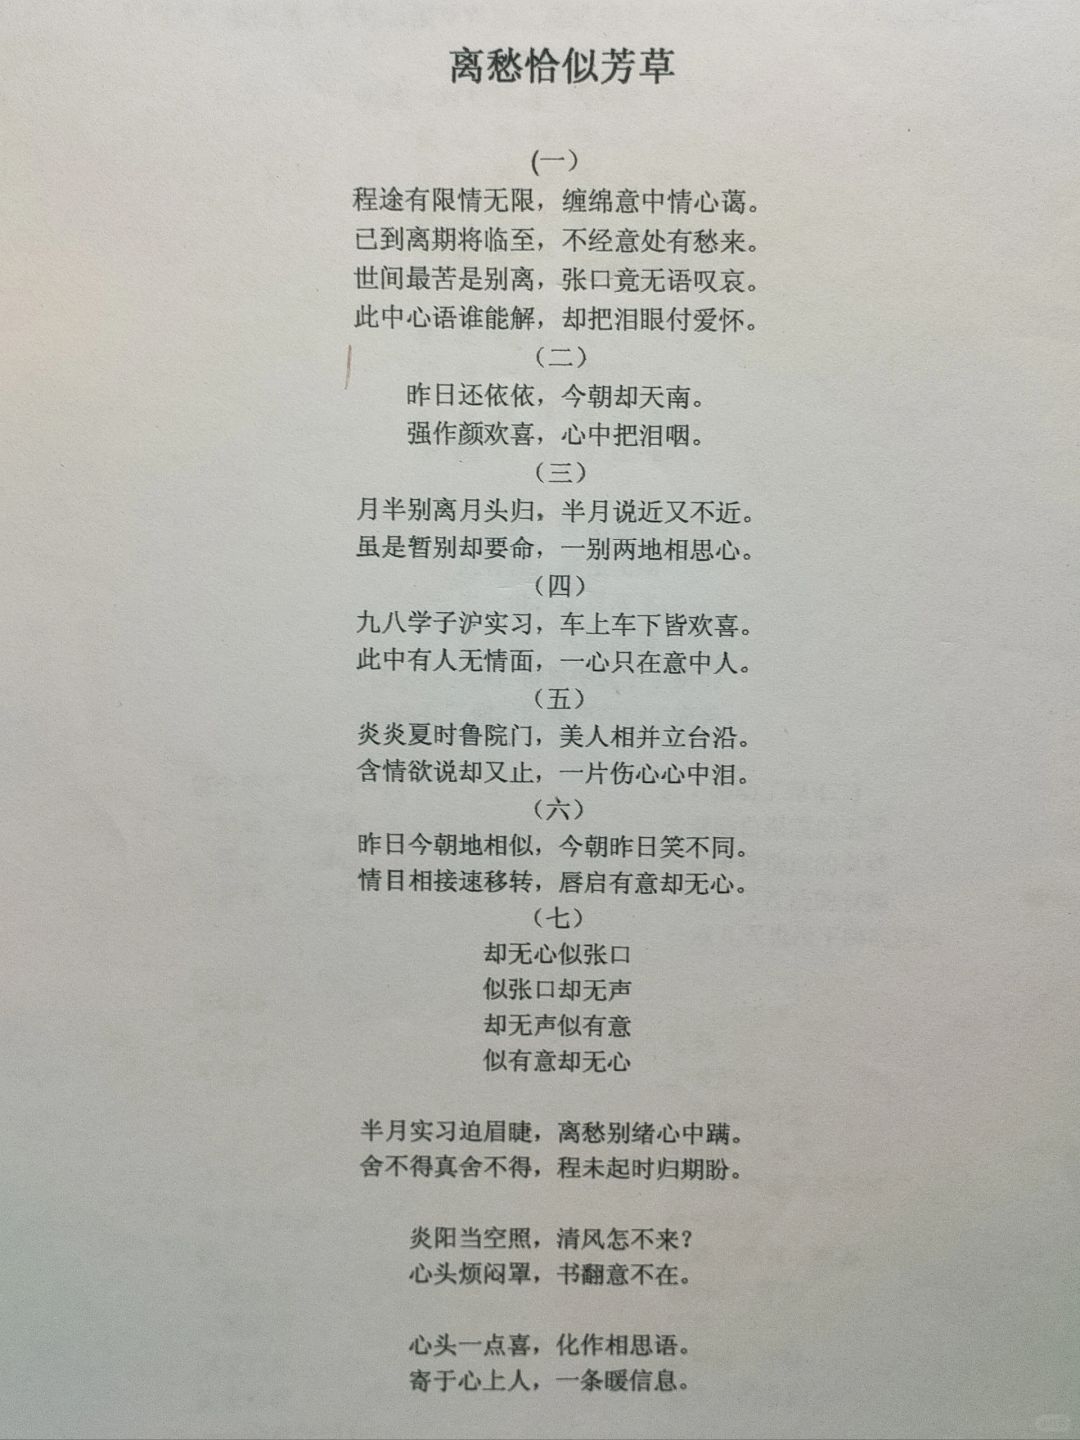 离愁恰似芳草
(一）
程途有限情无限，缠绵意中情心蔼。
已到离期将临至，不经意处有愁来。
世间最苦是别离，张口竟无语叹哀。
此中心语谁能解，却把泪眼付爱怀。
（二）
昨日还依依，今朝却天南。
强作颜欢喜，心中把泪咽。
（三）
月半别离月头归，半月说近又不近。
虽是暂别却要命，一别两地相思心。
（四）
九八学子沪实习，车上车下皆欢喜。
此中有人无情面，一心只在意中人。
（五）
炎炎夏时鲁院门，美人相并立台沿。
含情欲说却又止，一片伤心心中泪。
（六）
昨日今朝地相似，今朝昨日笑不同。
情目相接速移转，唇启有意却无心。
（七）
却无心似张口
似张口却无声
却无声似有意
似有意却无心
半月实习迫眉睫，离愁别绪心中蹒。
舍不得真舍不得，程未起时归期盼。
炎阳当空照，清风怎不来？
心头烦闷罩，书翻意不在。
心头一点喜，化作相思语。
寄于心上人，一条暖信息。